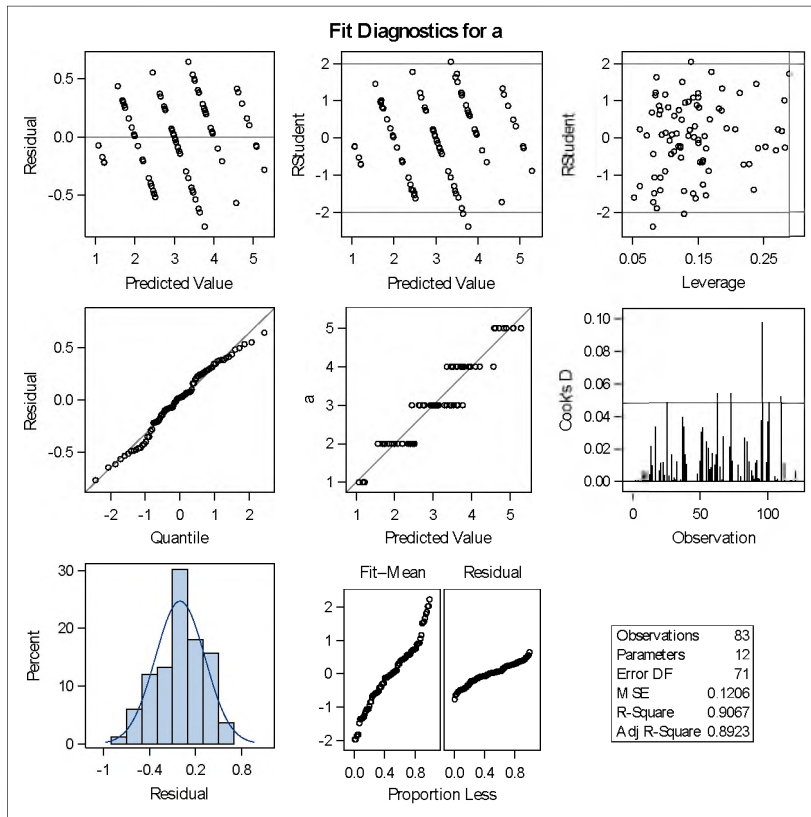 Fit Diagnostics for a
Residual
0.5
0.0
-0.5
1 2 3 4 5
Predicted Value
RStudent
2
1
0
-1
-2
1 2 3 4 5
Predicted Value
RStudent
2
1
0
-1
-2
0.05 0.15 0.25
Leverage
Residual
0.5
0.0
-0.5
-2 -1 0 1 2
Quantile
a
5
4
3
2
1
1 2 3 4 5
Predicted Value
Cook's D
0.10
0.08
0.06
0.04
0.02
0.00
0 50 100
Observation
Percent
30
20
10
0
-1 -0.4 0.2 0.8
Residual
Fit–Mean Residual
2
1
0
-1
-2
0.0 0.4 0.8 0.0 0.4 0.8
Proportion Less
Observations 83
Parameters 12
Error DF 71
MSE 0.1206
R-Square 0.9067
Adj R-Square 0.8923